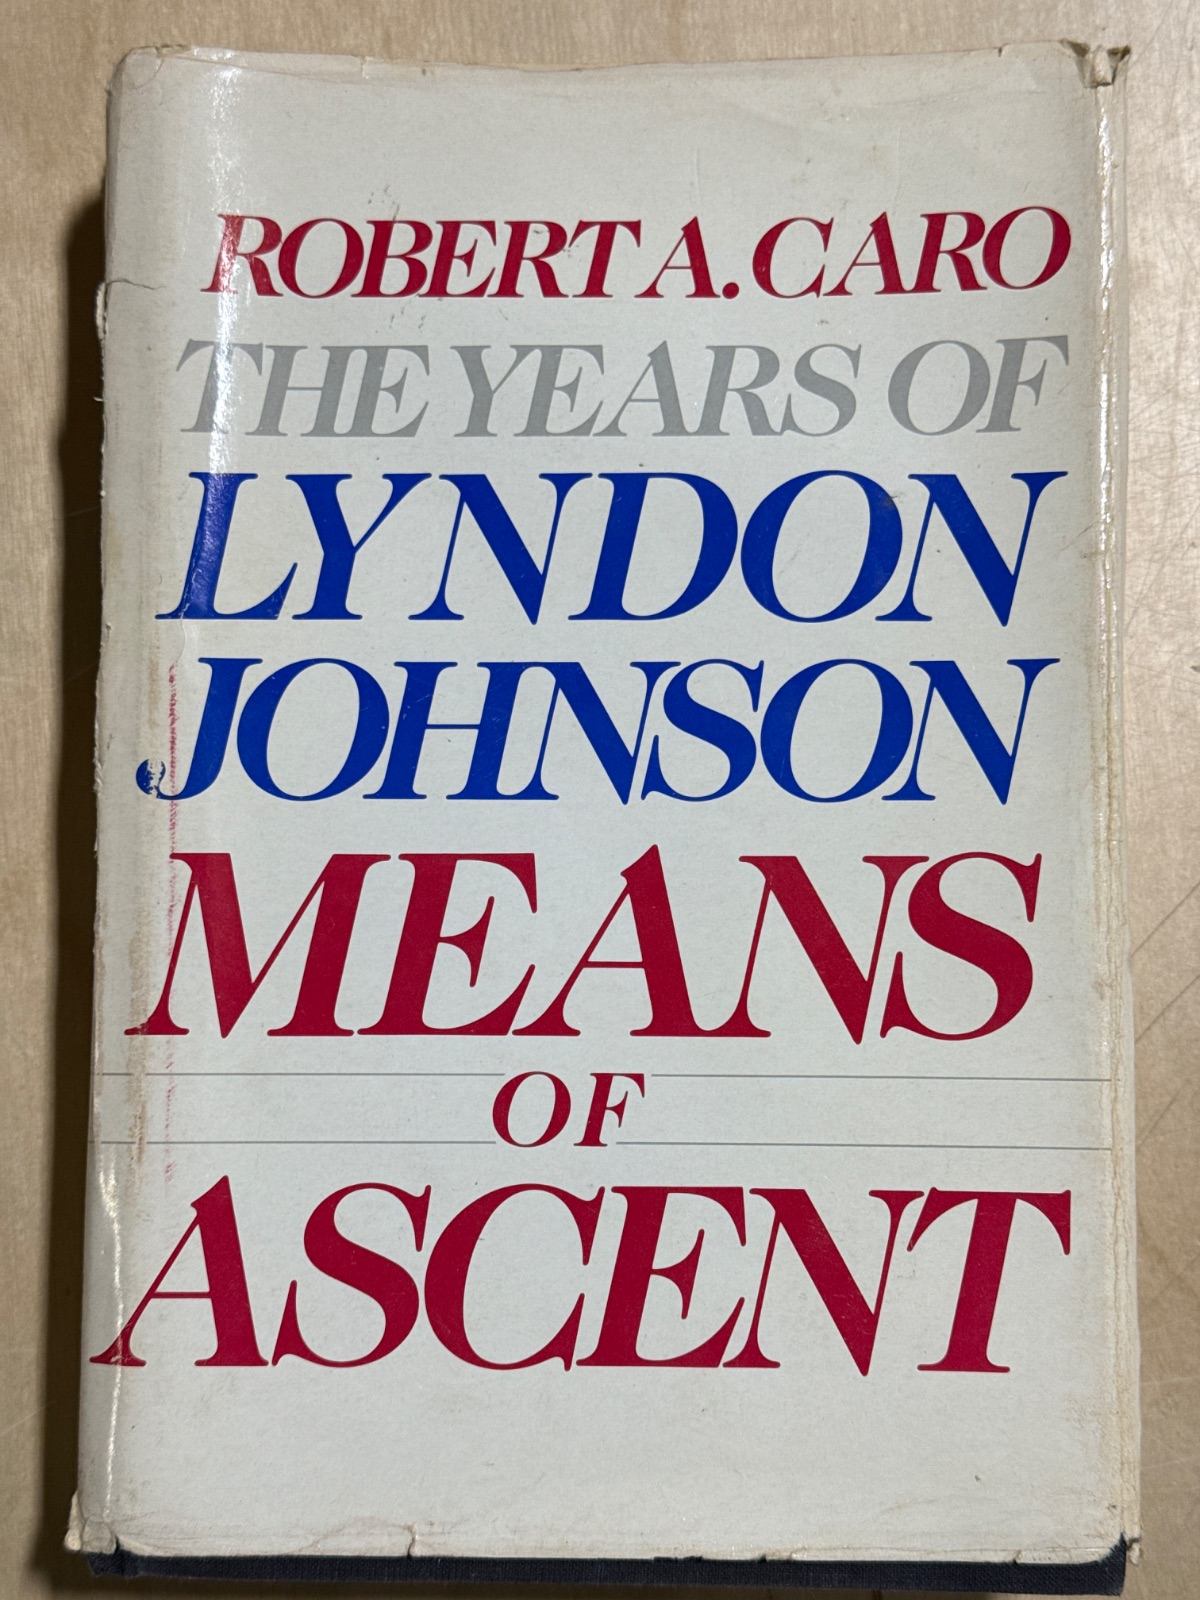 ROBERT A. CARO
THE YEARS OF
LYNDON
JOHNSON
MEANS
OF
ASCENT